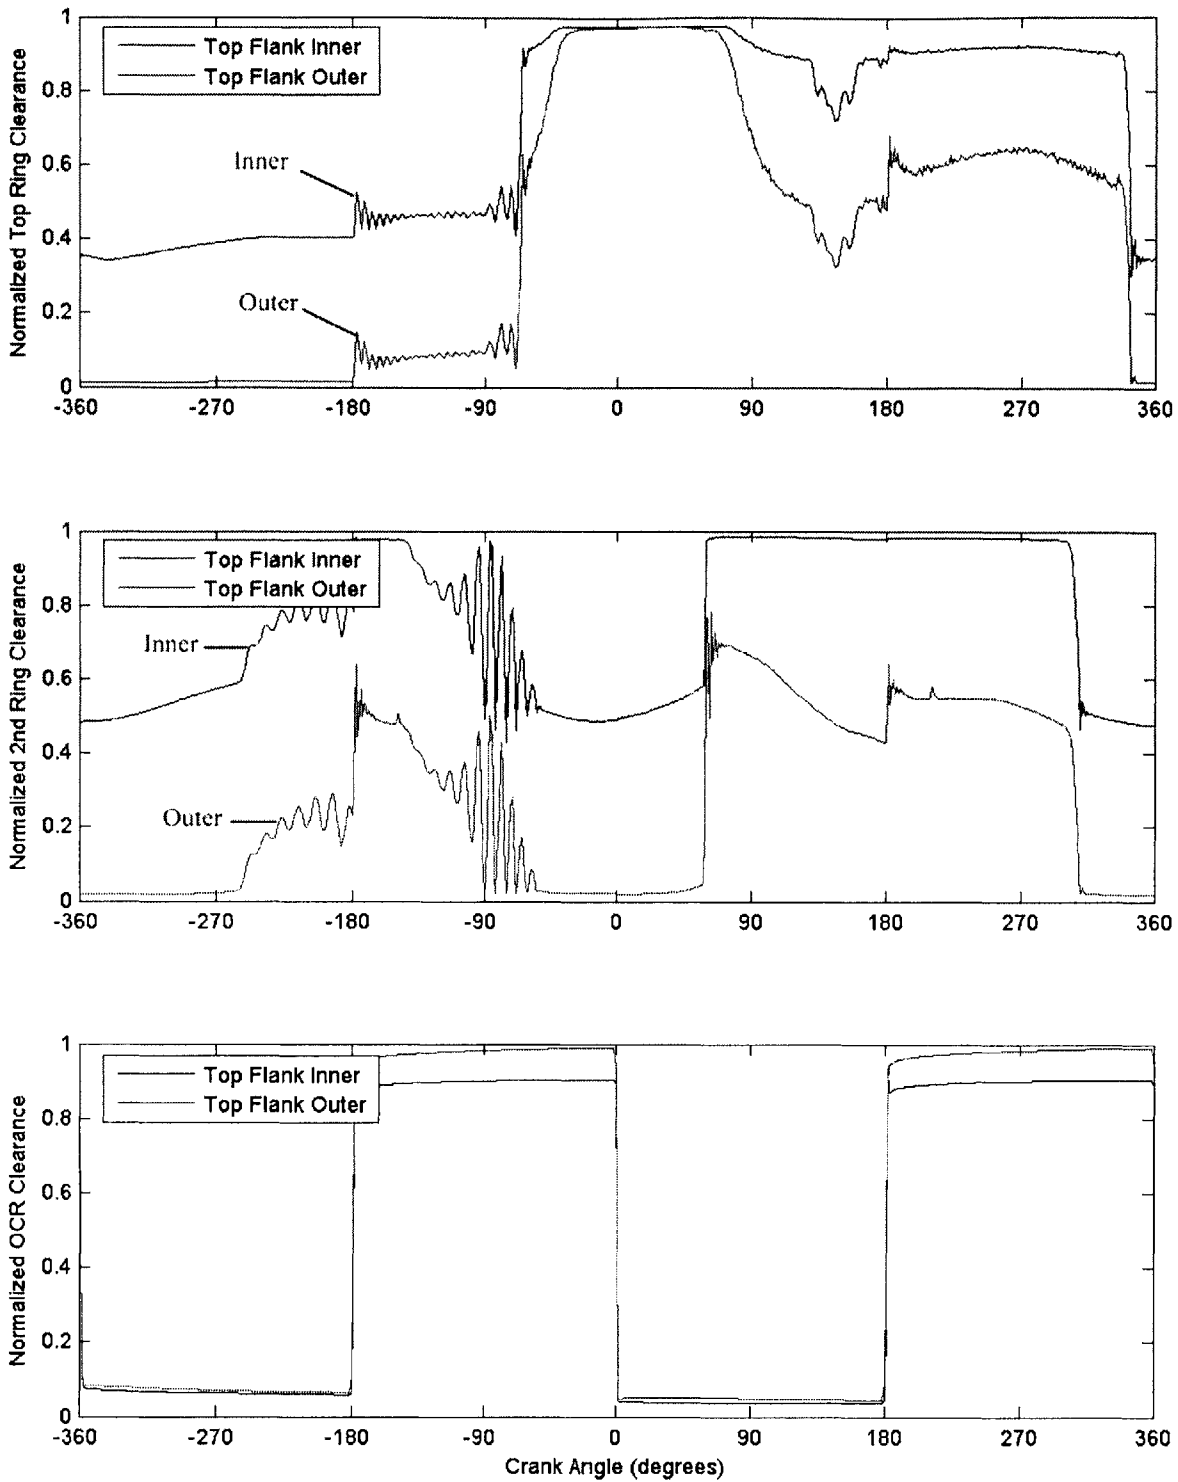 Normalized Top Ring Clearance
1
0.8
0.6
0.4
0.2
0
Top Flank Inner
Top Flank Outer
Inner
Outer
-360 -270 -180 -90 0 90 180 270 360
Normalized 2nd Ring Clearance
1
0.8
0.6
0.4
0.2
0
Top Flank Inner
Top Flank Outer
Inner
Outer
-360 -270 -180 -90 0 90 180 270 360
Normalized OCR Clearance
1
0.8
0.6
0.4
0.2
0
Top Flank Inner
Top Flank Outer
-360 -270 -180 -90 0 90 180 270 360
Crank Angle (degrees)